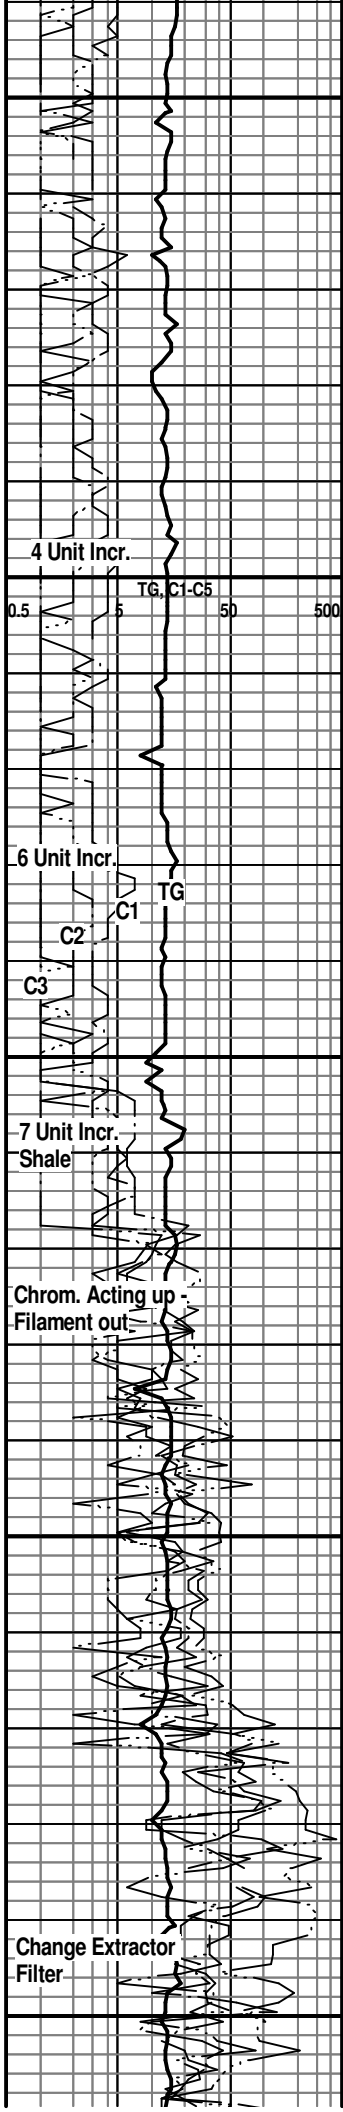 4 Unit Incr.
TG, C1-C5
0.5 5 50 500
6 Unit Incr.
TG
C1
C2
C3
7 Unit Incr.
Shale
Chrom. Acting up -
Filament out
Change Extractor
Filter